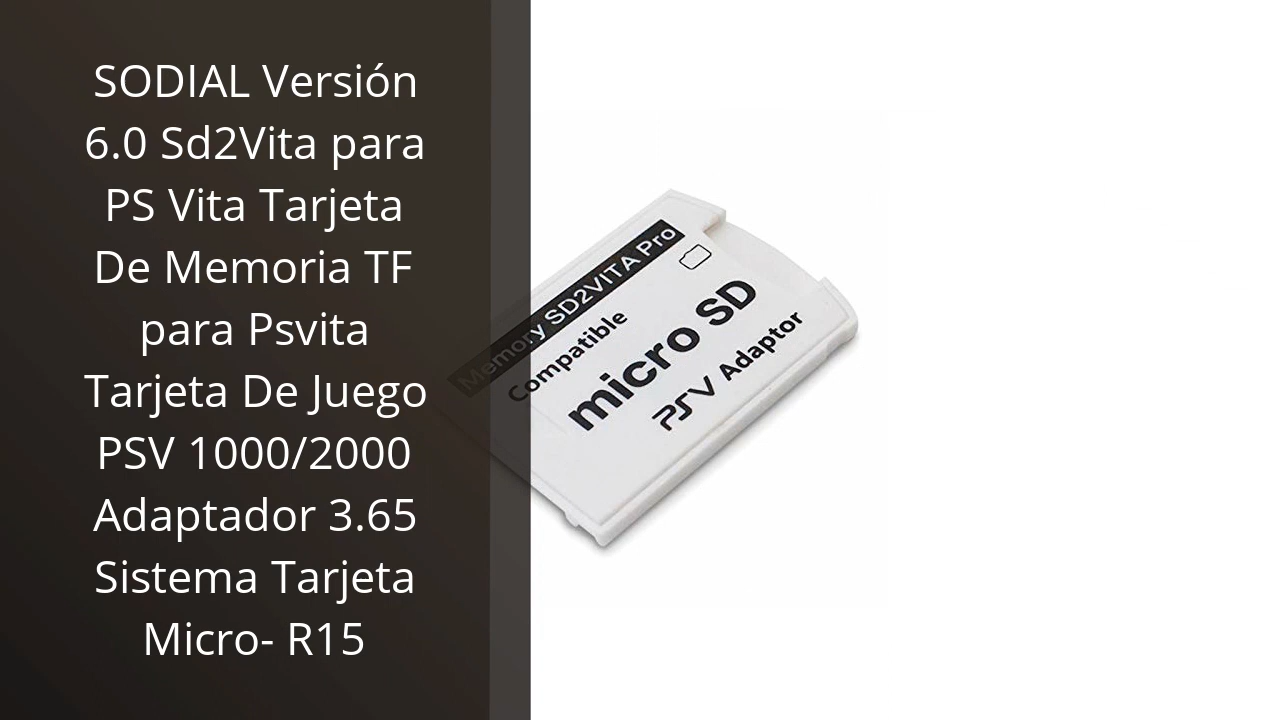 SODIAL Versión
6.0 Sd2Vita para
PS Vita Tarjeta
De Memoria TF
para Psvita
Tarjeta De Juego
PSV 1000/2000
Adaptador 3.65
Sistema Tarjeta
Micro- R15
Memory SD2VITA Pro
Compatible
micro SD
PSV Adaptor